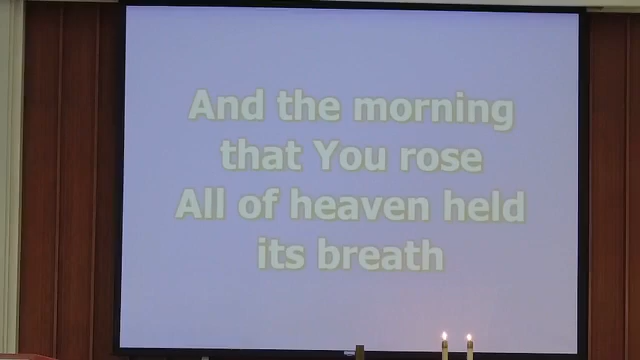 And the morning
that You rose
All of heaven held
its breath